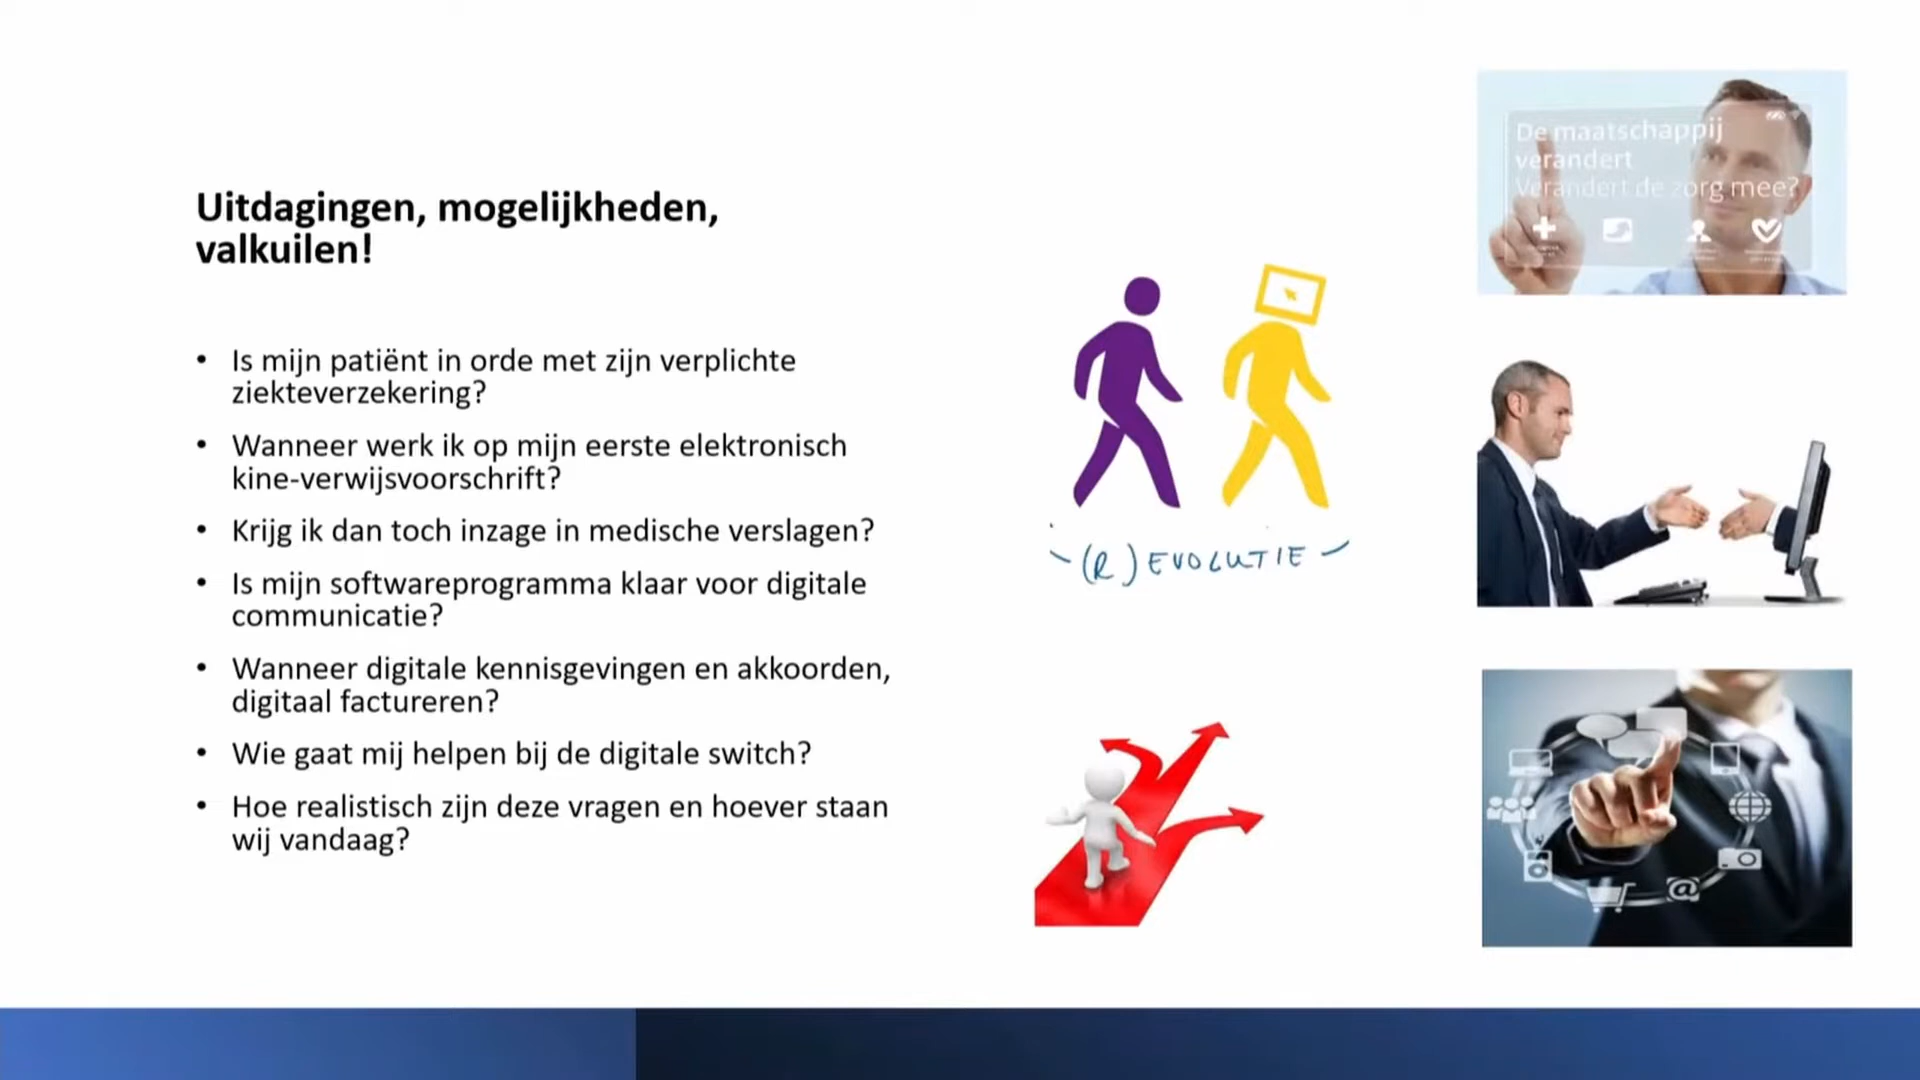 Uitdagingen, mogelijkheden,
valkuilen!
• Is mijn patiënt in orde met zijn verplichte
ziekteverzekering?
• Wanneer werk ik op mijn eerste elektronisch
kine-verwijsvoorschrift?
• Krijg ik dan toch inzage in medische verslagen?
• Is mijn softwareprogramma klaar voor digitale
communicatie?
• Wanneer digitale kennisgevingen en akkoorden,
digitaal factureren?
• Wie gaat mij helpen bij de digitale switch?
• Hoe realistisch zijn deze vragen en hoever staan
wij vandaag?
(R)EVOLUTIE
De maatschappij
verandert
Verandert de zorg mee?
@